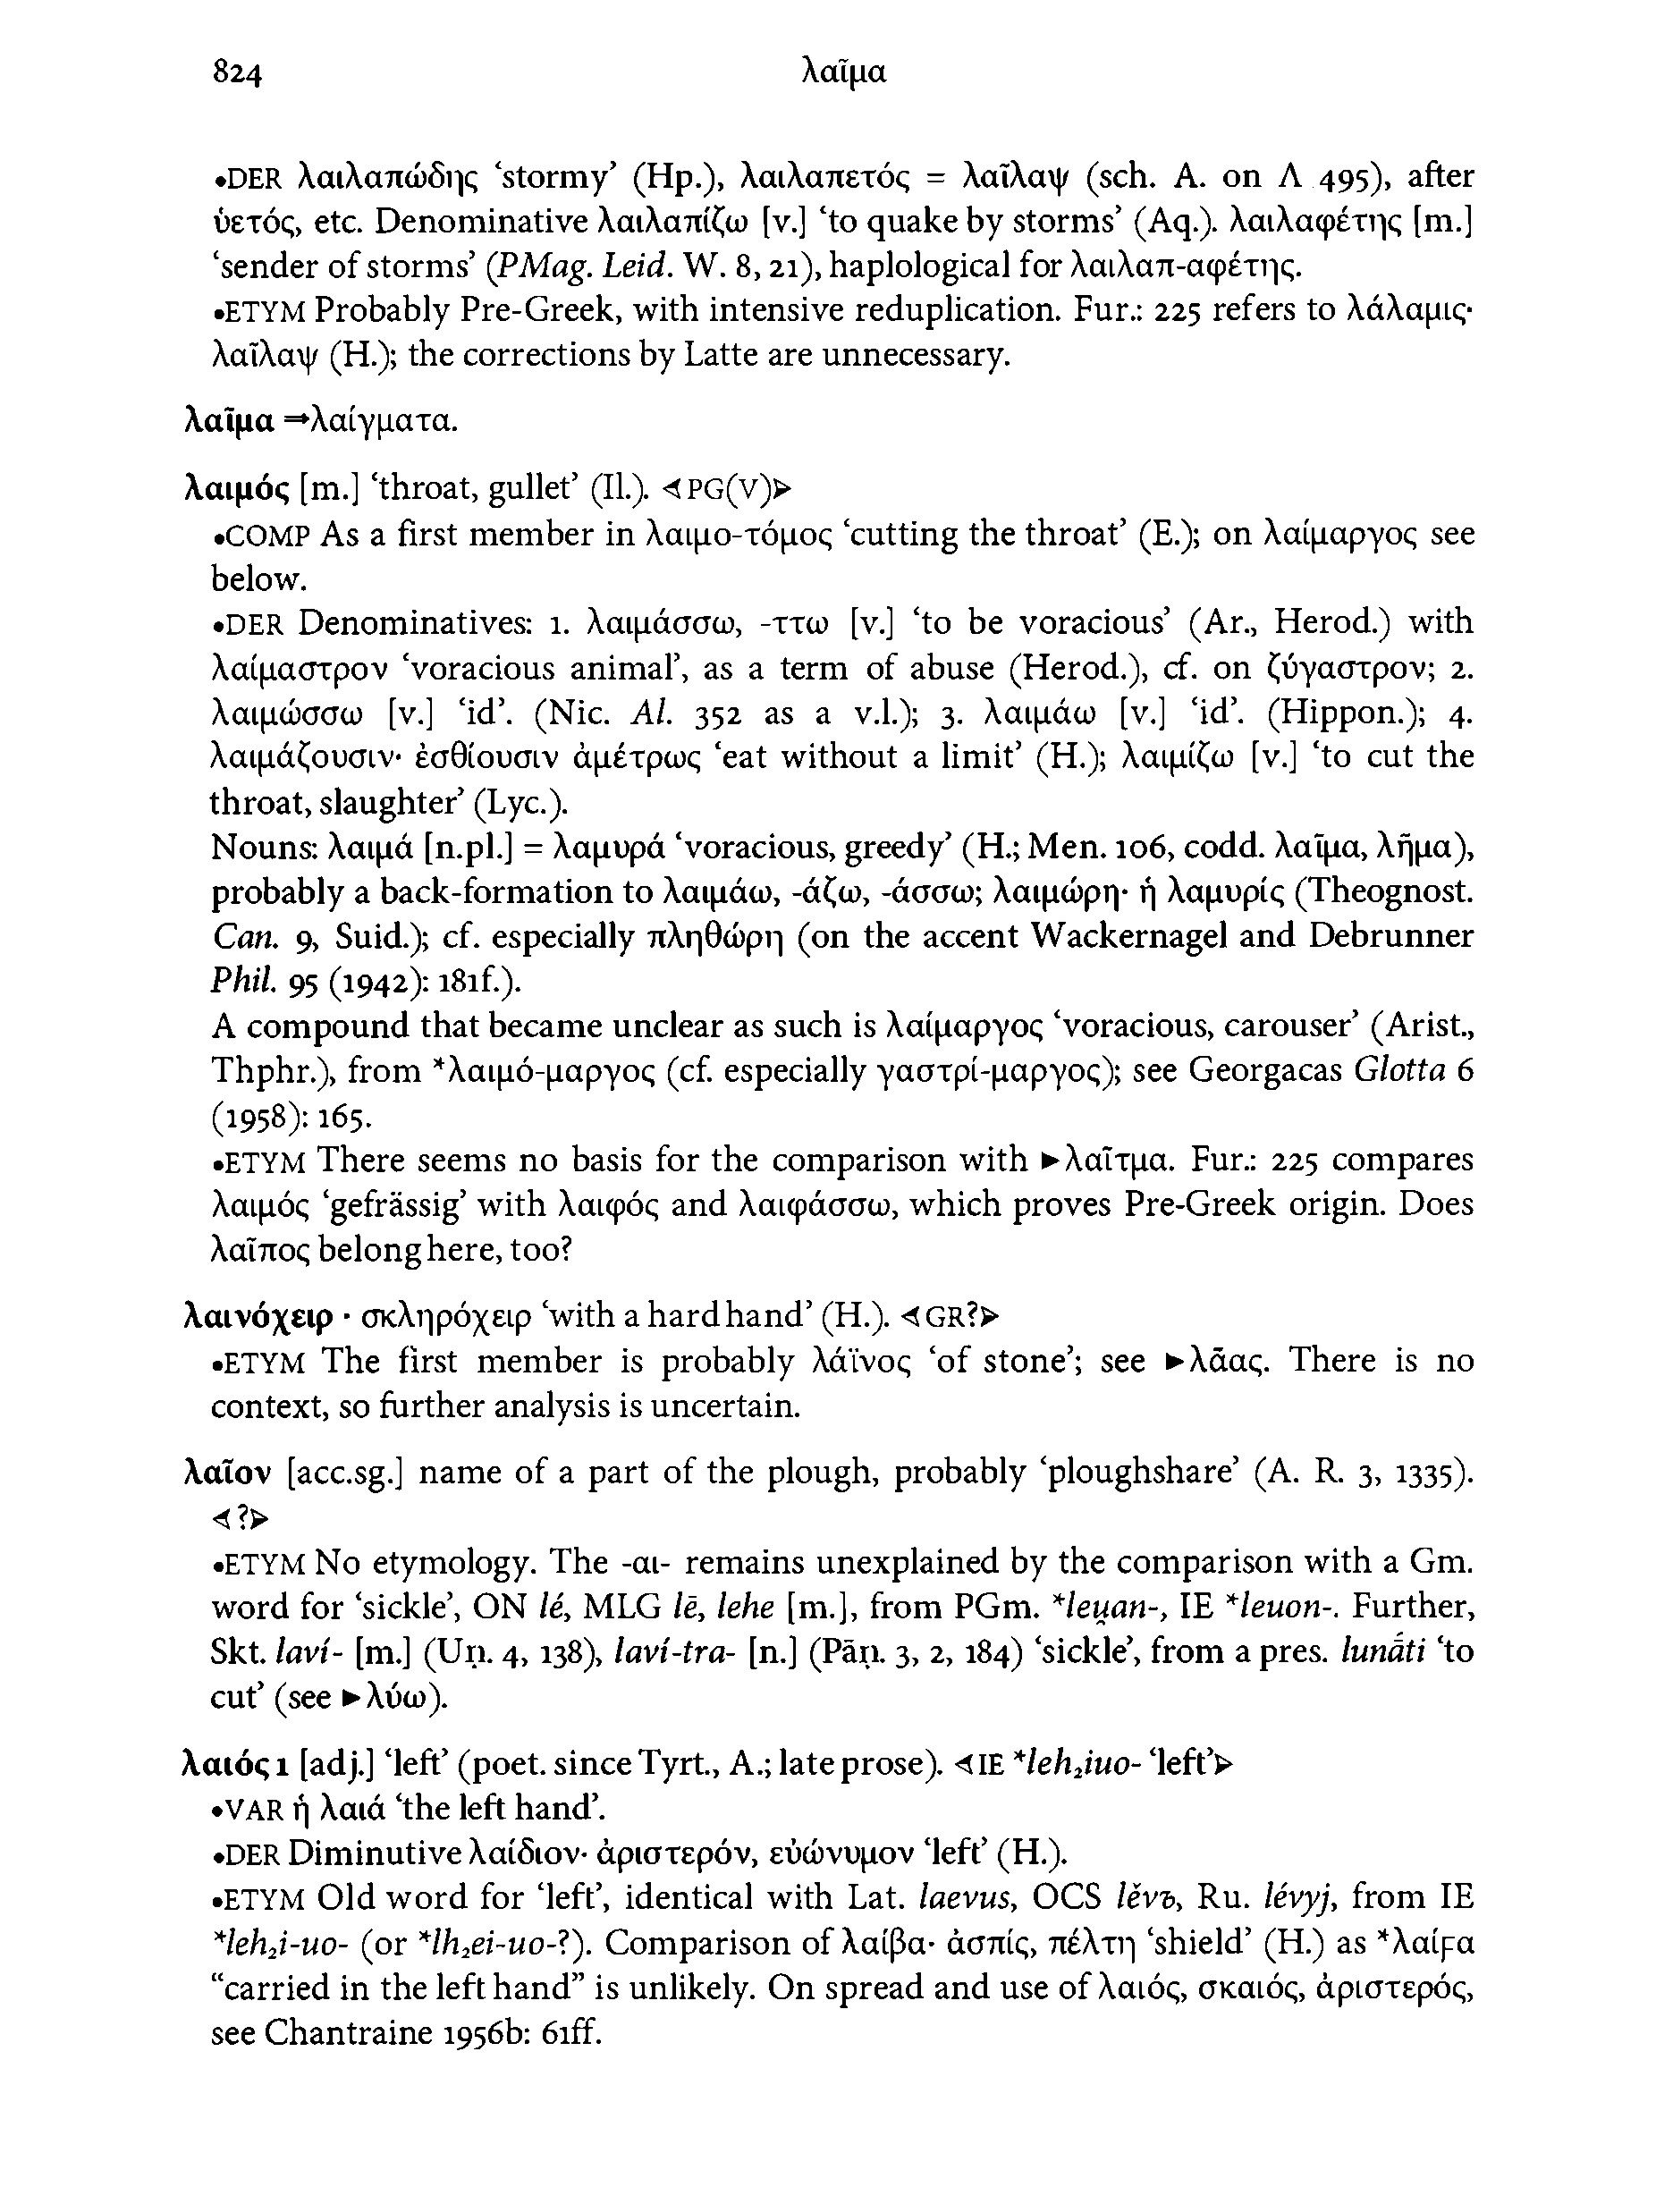 824 λαῖμα
•DER λαιλαπώδης ‘stormy’ (Hp.), λαιλαπετός = λαῖλαψ (sch. A. on Λ 495), after
ὑετός, etc. Denominative λαιλαπίζω [v.] ‘to quake by storms’ (Aq.). λαιλαφέτης [m.]
‘sender of storms’ (PMag. Leid. W. 8, 21), haplological for λαιλαπ-αφέτης.
•ETYM Probably Pre-Greek, with intensive reduplication. Fur.: 225 refers to λάλαμις·
λαῖλαψ (H.); the corrections by Latte are unnecessary.
λαῖμα ⇒λαίγματα.
λαιμός [m.] ‘throat, gullet’ (Il.). ◁PG(V)▷
•COMP As a first member in λαιμο-τόμος ‘cutting the throat’ (E.); on λαίμαργος see
below.
•DER Denominatives: 1. λαιμάσσω, -ττω [v.] ‘to be voracious’ (Ar., Herod.) with
λαίμαστρον ‘voracious animal’, as a term of abuse (Herod.), cf. on ζύγαστρον; 2.
λαιμώσσω [v.] ‘id’. (Nic. Al. 352 as a v.l.); 3. λαιμάω [v.] ‘id’. (Hippon.); 4.
λαιμάζουσιν· ἐσθίουσιν ἀμέτρως ‘eat without a limit’ (H.); λαιμίζω [v.] ‘to cut the
throat, slaughter’ (Lyc.).
Nouns: λαιμά [n.pl.] = λαμυρά ‘voracious, greedy’ (H.; Men. 106, codd. λαῖμα, λῆμα),
probably a back-formation to λαιμάω, -άζω, -άσσω; λαιμώρη· ἡ λαμυρίς (Theognost.
Can. 9, Suid.); cf. especially πληθώρη (on the accent Wackernagel and Debrunner
Phil. 95 (1942): 181f.).
A compound that became unclear as such is λαίμαργος ‘voracious, carouser’ (Arist.,
Thphr.), from *λαιμό-μαργος (cf. especially γαστρί-μαργος); see Georgacas Glotta 6
(1958): 165.
•ETYM There seems no basis for the comparison with ▶λαῖτμα. Fur.: 225 compares
λαιμός ‘gefrässig’ with λαιφός and λαιφάσσω, which proves Pre-Greek origin. Does
λαῖπος belong here, too?
λαινόχειρ · σκληρόχειρ ‘with a hard hand’ (H.). ◁GR?▷
•ETYM The first member is probably λάϊνος ‘of stone’; see ▶λᾶας. There is no
context, so further analysis is uncertain.
λαῖον [acc.sg.] name of a part of the plough, probably ‘ploughshare’ (A. R. 3, 1335).
◁?▷
•ETYM No etymology. The -αι- remains unexplained by the comparison with a Gm.
word for ‘sickle’, ON lé, MLG lē, lehe [m.], from PGm. *leu̯an-, IE *leuon-. Further,
Skt. laví- [m.] (Uṇ. 4, 138), laví-tra- [n.] (Pāṇ. 3, 2, 184) ‘sickle’, from a pres. lunā́ti ‘to
cut’ (see ▶λύω).
λαιός 1 [adj.] ‘left’ (poet. since Tyrt., A.; late prose). ◁IE *leh₂iuo- ‘left’▷
•VAR ἡ λαιά ‘the left hand’.
•DER Diminutive λαίδιον· ἀριστερόν, εὐώνυμον ‘left’ (H.).
•ETYM Old word for ‘left’, identical with Lat. laevus, OCS lěvъ, Ru. lévyj, from IE
*leh₂i-uo- (or *lh₂ei-uo-?). Comparison of λαίβα· ἀσπίς, πέλτη ‘shield’ (H.) as *λαίϝα
“carried in the left hand” is unlikely. On spread and use of λαιός, σκαιός, ἀριστερός,
see Chantraine 1956b: 61ff.